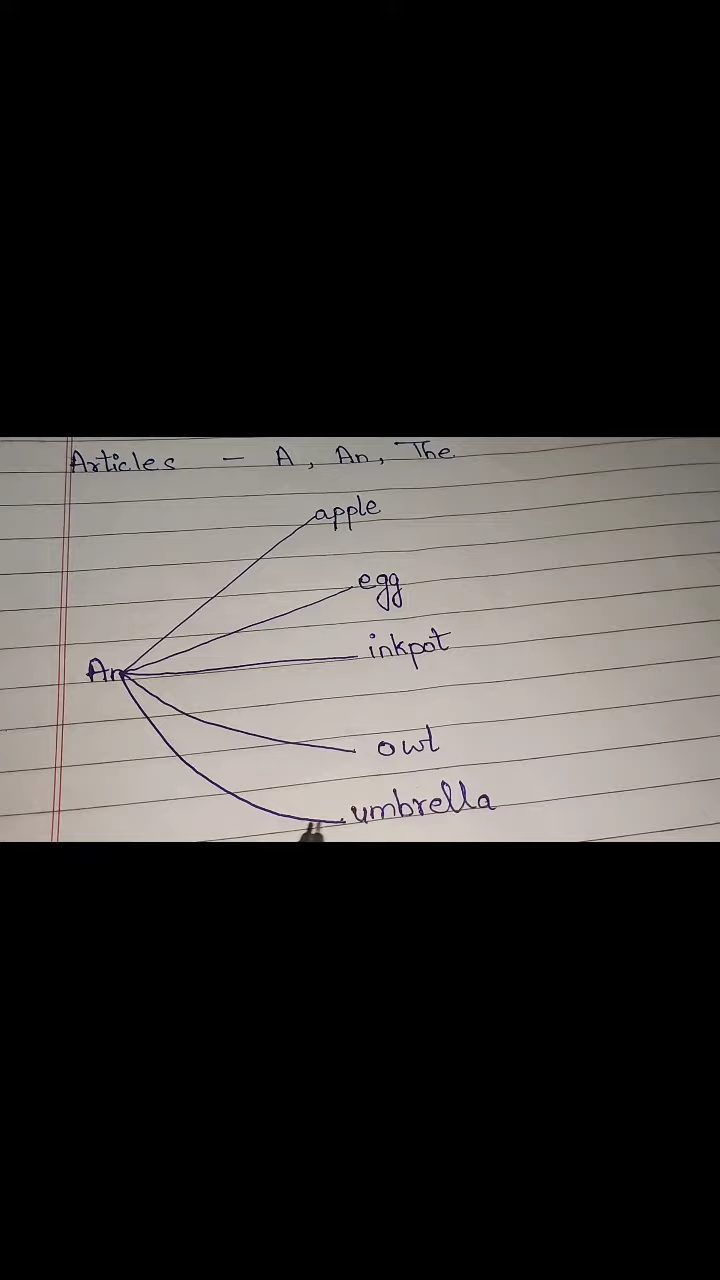 Articles - A, An, The
apple
egg
inkpot
An
owl
umbrella